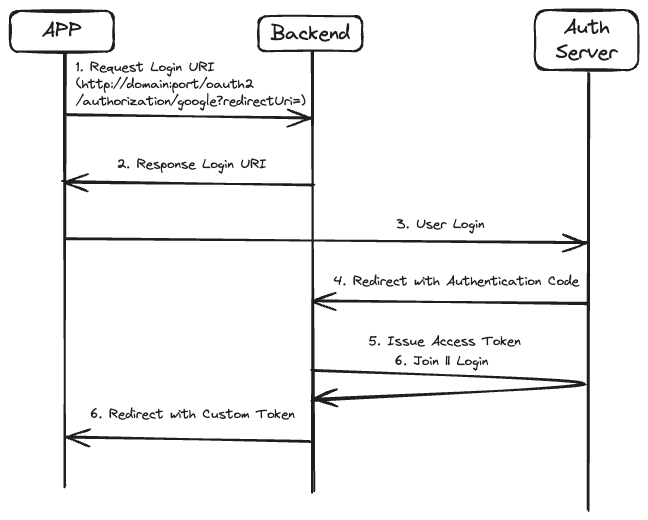 APP
Backend
Auth
Server
1. Request Login URI
(http://domain:port/oauth2
/authorization/google?redirectUri=)
2. Response Login URI
3. User Login
4. Redirect with Authentication Code
5. Issue Access Token
6. Join || Login
6. Redirect with Custom Token